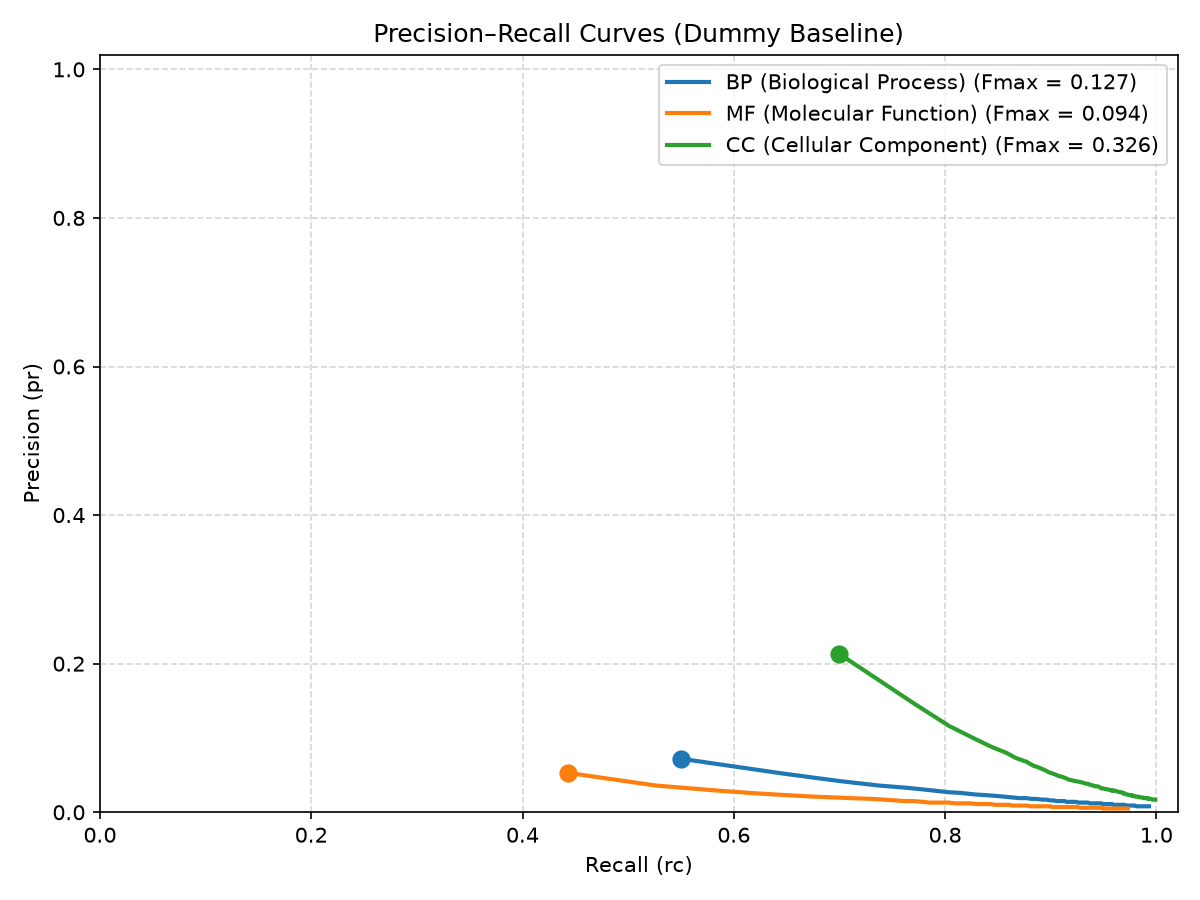 Precision–Recall Curves (Dummy Baseline)
BP (Biological Process) (Fmax = 0.127)
MF (Molecular Function) (Fmax = 0.094)
CC (Cellular Component) (Fmax = 0.326)
Precision (pr)
1.0
0.8
0.6
0.4
0.2
0.0
0.0 0.2 0.4 0.6 0.8 1.0
Recall (rc)